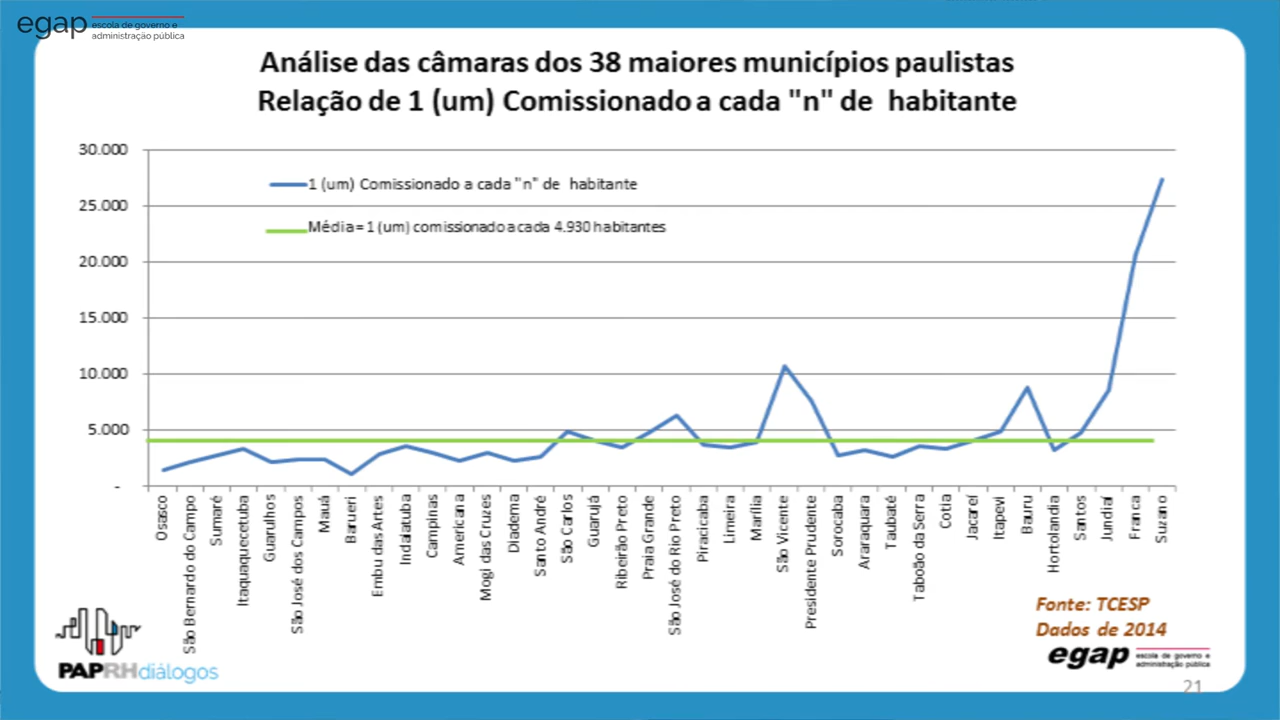 egap escola de governo e
administração pública
Análise das câmaras dos 38 maiores municípios paulistas
Relação de 1 (um) Comissionado a cada "n" de habitante
30.000
25.000
20.000
15.000
10.000
5.000
-
1 (um) Comissionado a cada "n" de habitante
Média = 1 (um) comissionado a cada 4.930 habitantes
Osasco
São Bernardo do Campo
Sumaré
Itaquaquecetuba
Guarulhos
São José dos Campos
Mauá
Barueri
Embu das Artes
Indaiatuba
Campinas
Americana
Mogi das Cruzes
Diadema
Santo André
São Carlos
Guarujá
Ribeirão Preto
Praia Grande
São José do Rio Preto
Piracicaba
Limeira
Marília
São Vicente
Presidente Prudente
Sorocaba
Araraquara
Taubaté
Taboão da Serra
Cotia
Jacareí
Itapevi
Bauru
Hortolandia
Santos
Jundiaí
Franca
Suzano
Fonte: TCESP
Dados de 2014
PAPRHdiálogos
egap escola de governo e
administração pública
21